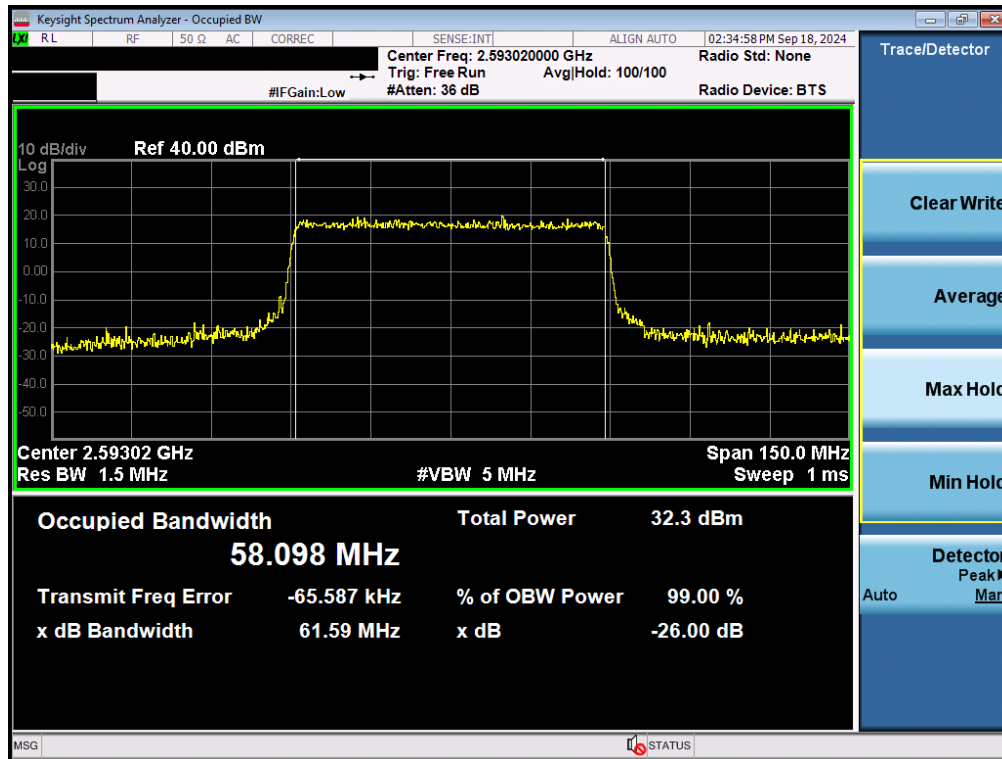 Keysight Spectrum Analyzer - Occupied BW
LXI RL RF 50 Ω AC CORREC SENSE:INT ALIGN AUTO 02:34:58 PM Sep 18, 2024
Center Freq: 2.593020000 GHz Radio Std: None
Trig: Free Run Avg|Hold: 100/100
#IFGain:Low #Atten: 36 dB Radio Device: BTS
Trace/Detector
10 dB/div Ref 40.00 dBm
Log
30.0
20.0
10.0
0.00
-10.0
-20.0
-30.0
-40.0
-50.0
Center 2.59302 GHz Span 150.0 MHz
Res BW 1.5 MHz #VBW 5 MHz Sweep 1 ms
Occupied Bandwidth Total Power 32.3 dBm
58.098 MHz
Transmit Freq Error -65.587 kHz % of OBW Power 99.00 %
x dB Bandwidth 61.59 MHz x dB -26.00 dB
Clear Write
Average
Max Hold
Min Hold
Detector
Peak
Auto Man
MSG STATUS